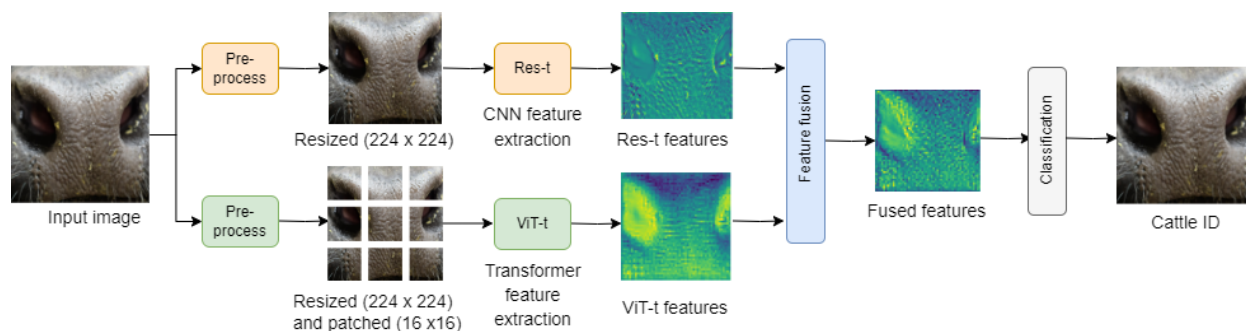 Input image
Pre-
process
Resized (224 x 224)
Res-t
CNN feature
extraction
Res-t features
Pre-
process
Resized (224 x 224)
and patched (16 x16)
ViT-t
Transformer
feature
extraction
ViT-t features
Feature fusion
Fused features
Classification
Cattle ID